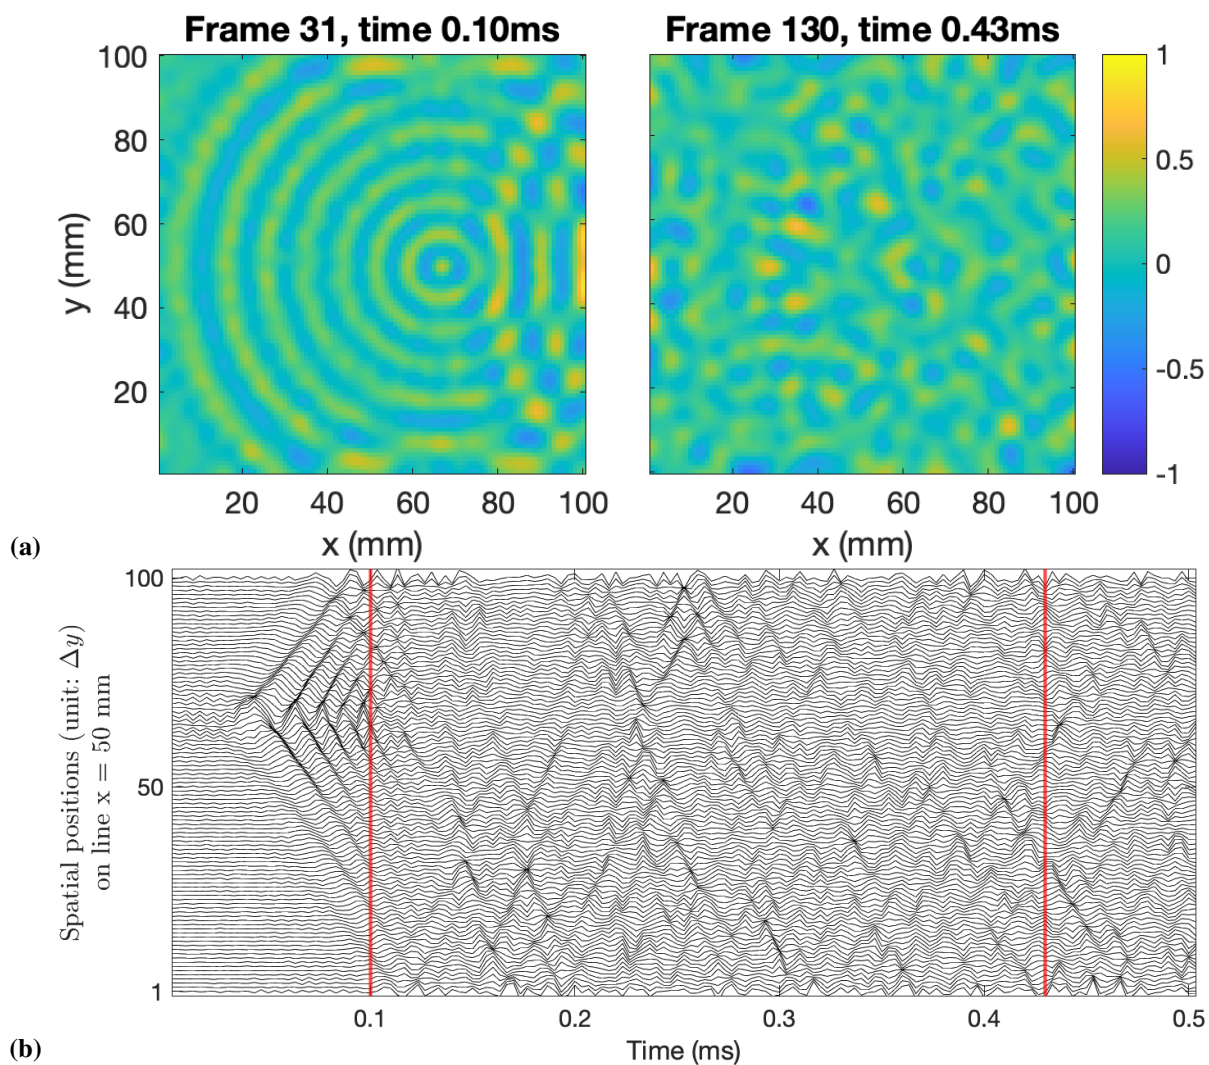 Frame 31, time 0.10ms Frame 130, time 0.43ms
100
80
60
40
20
y (mm)
20 40 60 80 100
20 40 60 80 100
1
0.5
0
-0.5
-1
x (mm) x (mm)
(a)
100
50
1
Spatial positions (unit: Δy)
on line x = 50 mm
0.1 0.2 0.3 0.4 0.5
Time (ms)
(b)